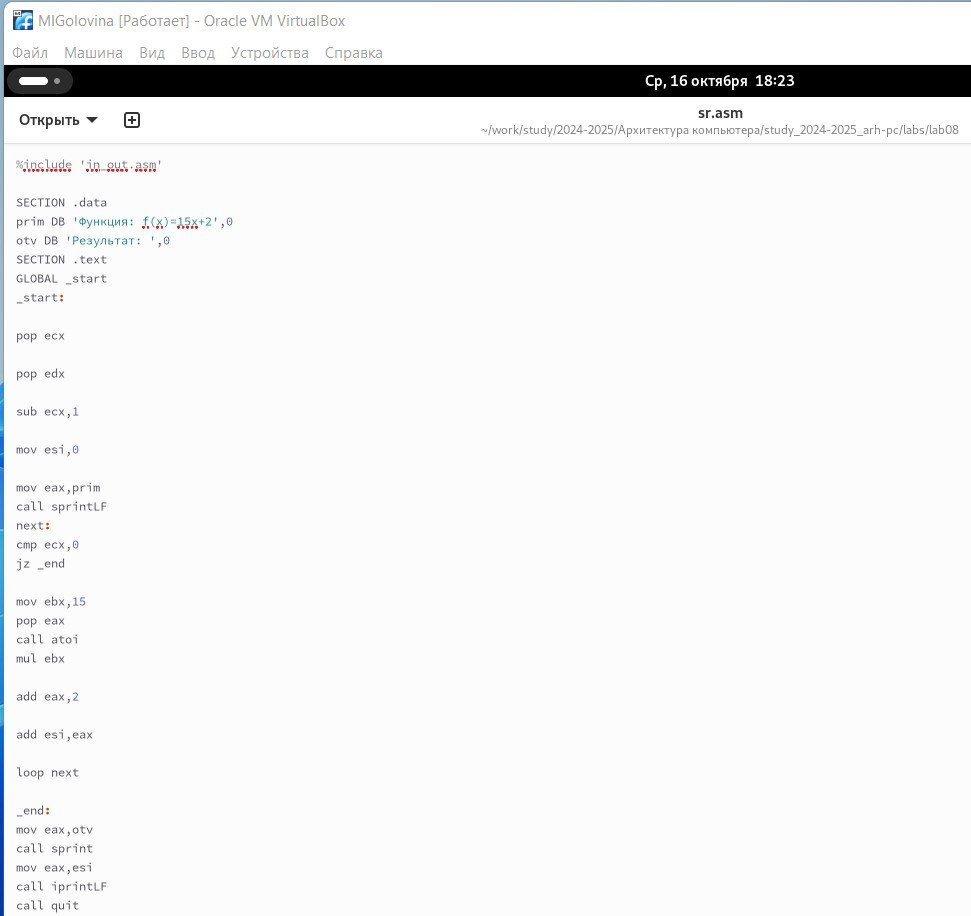 MIGolovina [Работает] - Oracle VM VirtualBox
Файл Машина Вид Ввод Устройства Справка
Ср, 16 октября 18:23
Открыть
sr.asm
~/work/study/2024-2025/Архитектура компьютера/study_2024-2025_arh-pc/labs/lab08
%include 'in_out.asm'
SECTION .data
prim DB 'Функция: f(x)=15x+2',0
otv DB 'Результат: ',0
SECTION .text
GLOBAL _start
_start:
pop ecx
pop edx
sub ecx,1
mov esi,0
mov eax,prim
call sprintLF
next:
cmp ecx,0
jz _end
mov ebx,15
pop eax
call atoi
mul ebx
add eax,2
add esi,eax
loop next
_end:
mov eax,otv
call sprint
mov eax,esi
call iprintLF
call quit